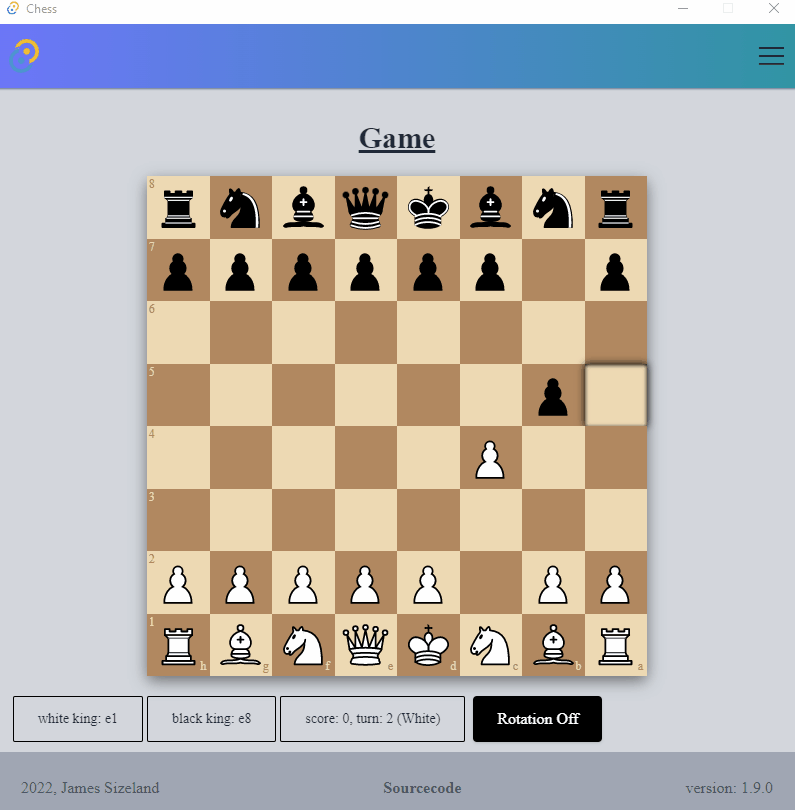 Chess
Game
8
7
6
5
4
3
2
1
h g f e d c b a
white king: e1 black king: e8 score: 0, turn: 2 (White) Rotation Off
2022, James Sizeland Sourcecode version: 1.9.0